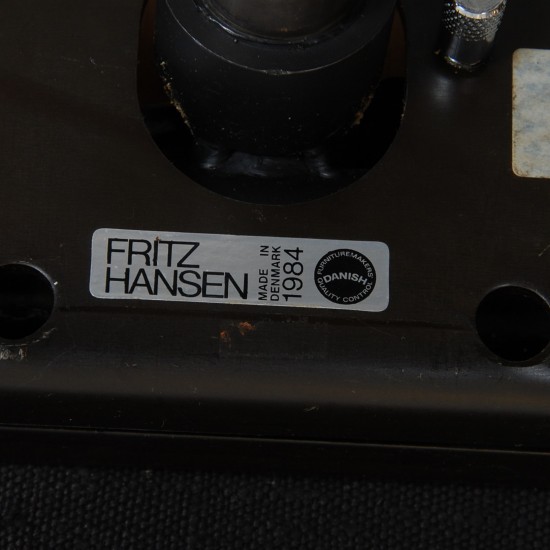 FRITZ
HANSEN
MADE IN
DENMARK
1984
FURNITUREMAKERS'
DANISH
QUALITY CONTROL